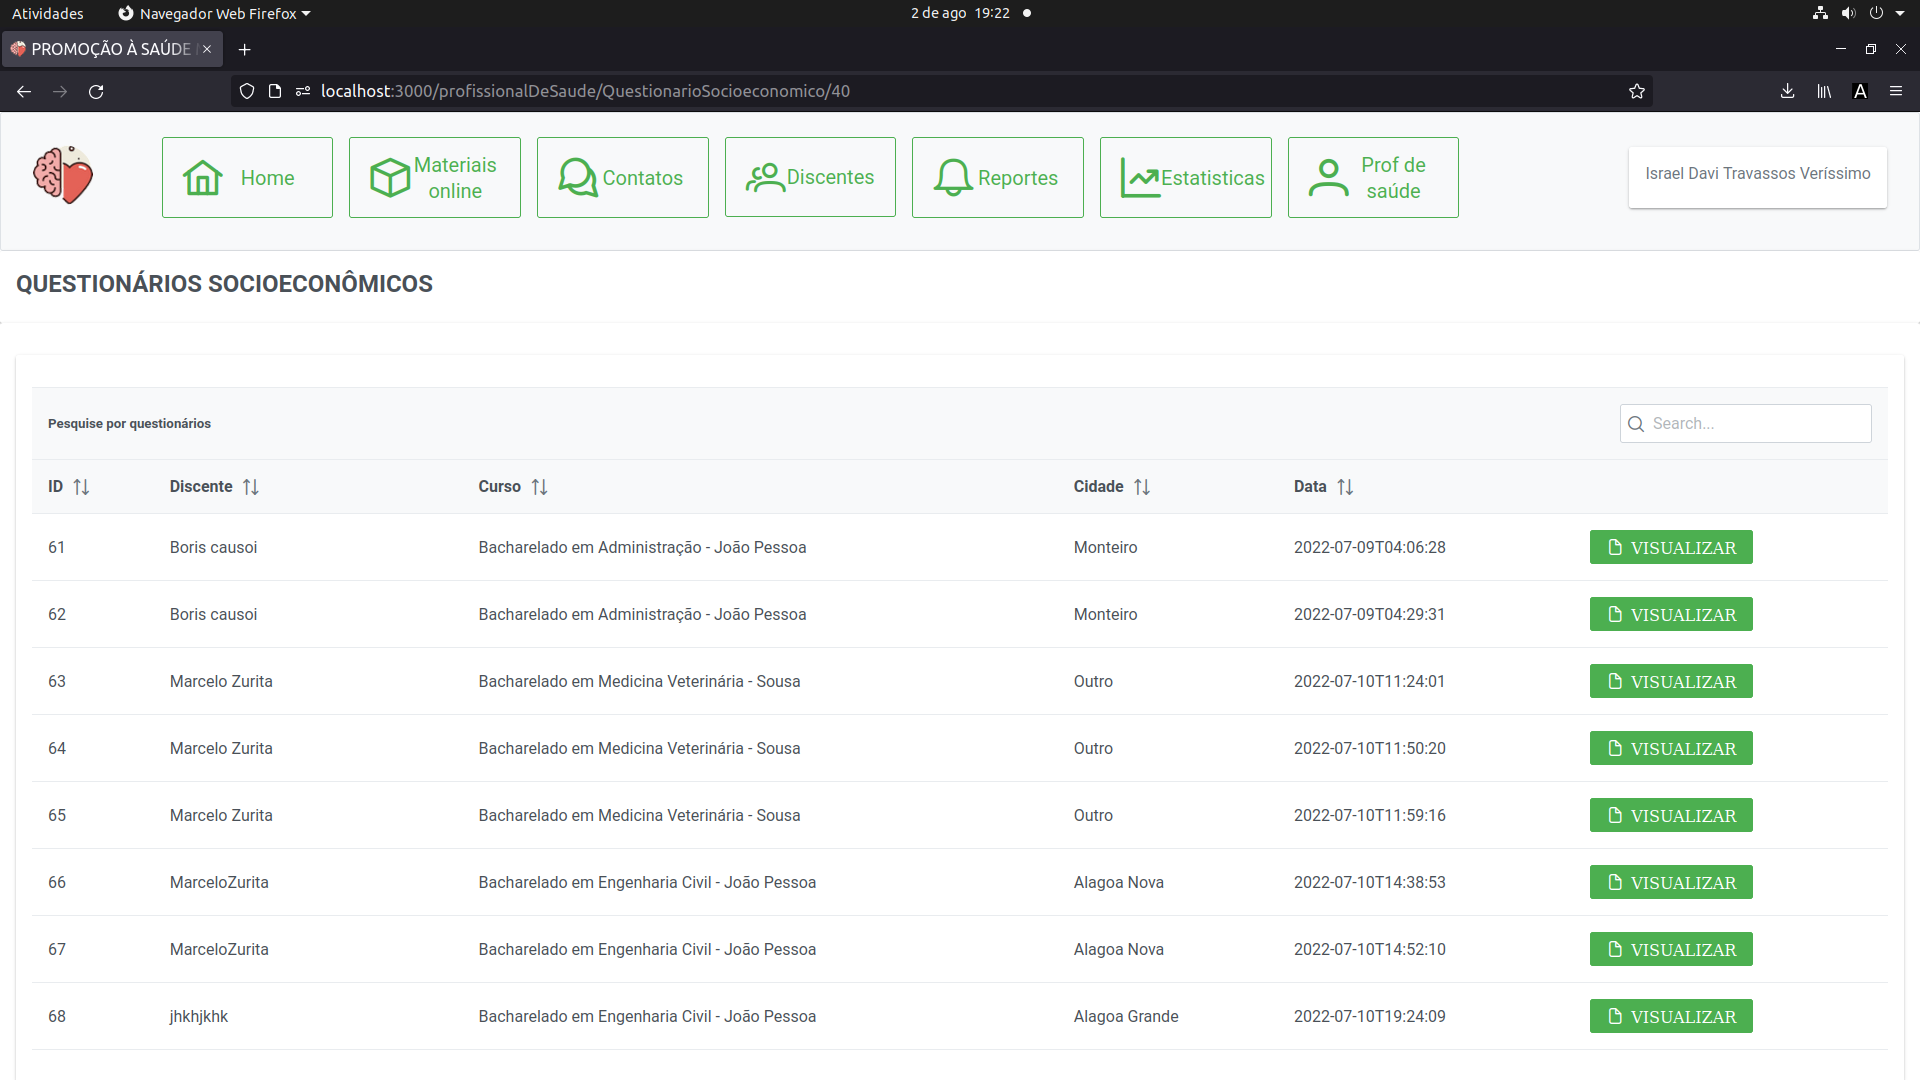 Atividades Navegador Web Firefox 2 de ago 19:22
PROMOÇÃO À SAÚDE
localhost:3000/profissionalDeSaude/QuestionarioSocioeconomico/40
Home
Materiais
online
Contatos
Discentes
Reportes
Estatisticas
Prof de
saúde
Israel Davi Travassos Veríssimo
QUESTIONÁRIOS SOCIOECONÔMICOS
Pesquise por questionários Search...
ID Discente Curso Cidade Data
61 Boris causoi Bacharelado em Administração - João Pessoa Monteiro 2022-07-09T04:06:28 VISUALIZAR
62 Boris causoi Bacharelado em Administração - João Pessoa Monteiro 2022-07-09T04:29:31 VISUALIZAR
63 Marcelo Zurita Bacharelado em Medicina Veterinária - Sousa Outro 2022-07-10T11:24:01 VISUALIZAR
64 Marcelo Zurita Bacharelado em Medicina Veterinária - Sousa Outro 2022-07-10T11:50:20 VISUALIZAR
65 Marcelo Zurita Bacharelado em Medicina Veterinária - Sousa Outro 2022-07-10T11:59:16 VISUALIZAR
66 MarceloZurita Bacharelado em Engenharia Civil - João Pessoa Alagoa Nova 2022-07-10T14:38:53 VISUALIZAR
67 MarceloZurita Bacharelado em Engenharia Civil - João Pessoa Alagoa Nova 2022-07-10T14:52:10 VISUALIZAR
68 jhkhjkhk Bacharelado em Engenharia Civil - João Pessoa Alagoa Grande 2022-07-10T19:24:09 VISUALIZAR